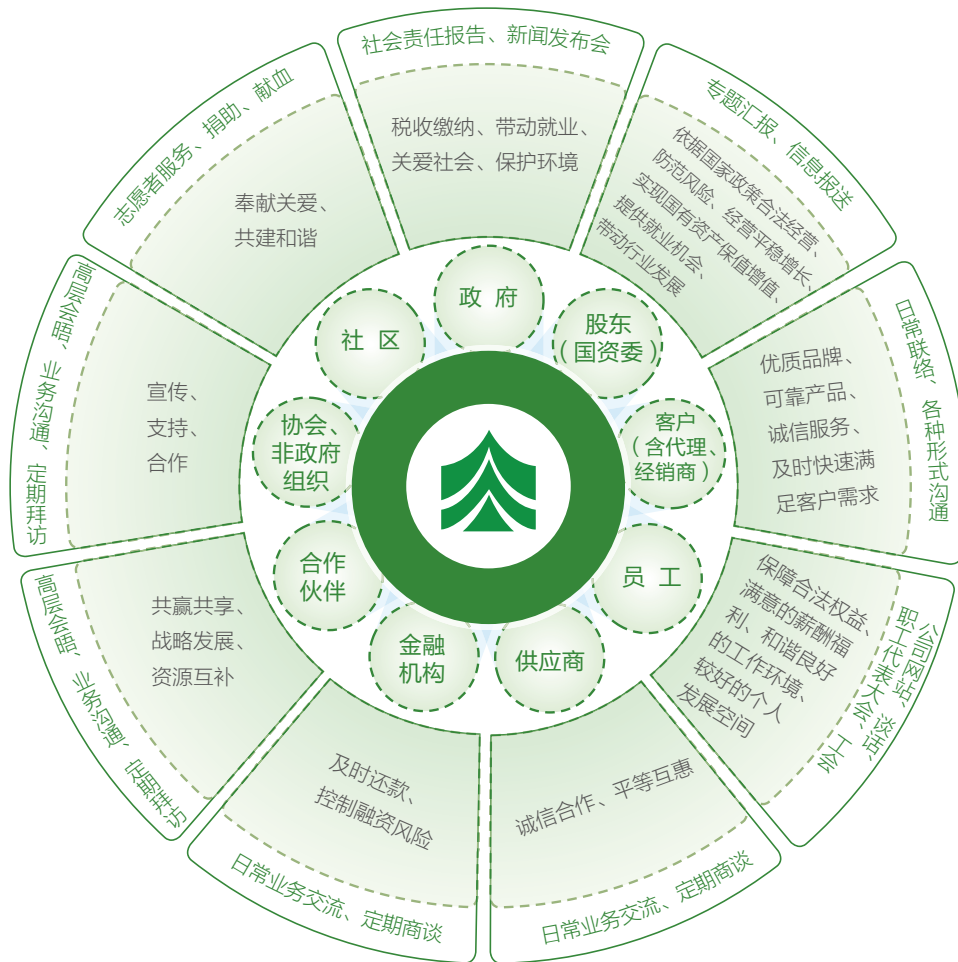 社会责任报告、新闻发布会
税收缴纳、带动就业、
关爱社会、保护环境
政 府
专题汇报、信息报送
依据国家政策合法经营、
防范风险、经营平稳增长、
实现国有资产保值增值、
提供就业机会、
带动行业发展
股东
（国资委）
日常联络、各种形式沟通
优质品牌、
可靠产品、
诚信服务、
及时快速满
足客户需求
客户
（含代理、
经销商）
公司网站、谈话、
职工代表大会、工会
保障合法权益、
满意的薪酬福
利、和谐良好
的工作环境、
较好的个人
发展空间
员 工
日常业务交流、定期商谈
诚信合作、平等互惠
供应商
日常业务交流、定期商谈
及时还款、
控制融资风险
金融
机构
高层会晤、业务沟通、定期拜访
共赢共享、
战略发展、
资源互补
合作
伙伴
高层会晤、业务沟通、定期拜访
宣传、
支持、
合作
协会、
非政府
组织
志愿者服务、捐助、献血
奉献关爱、
共建和谐
社 区